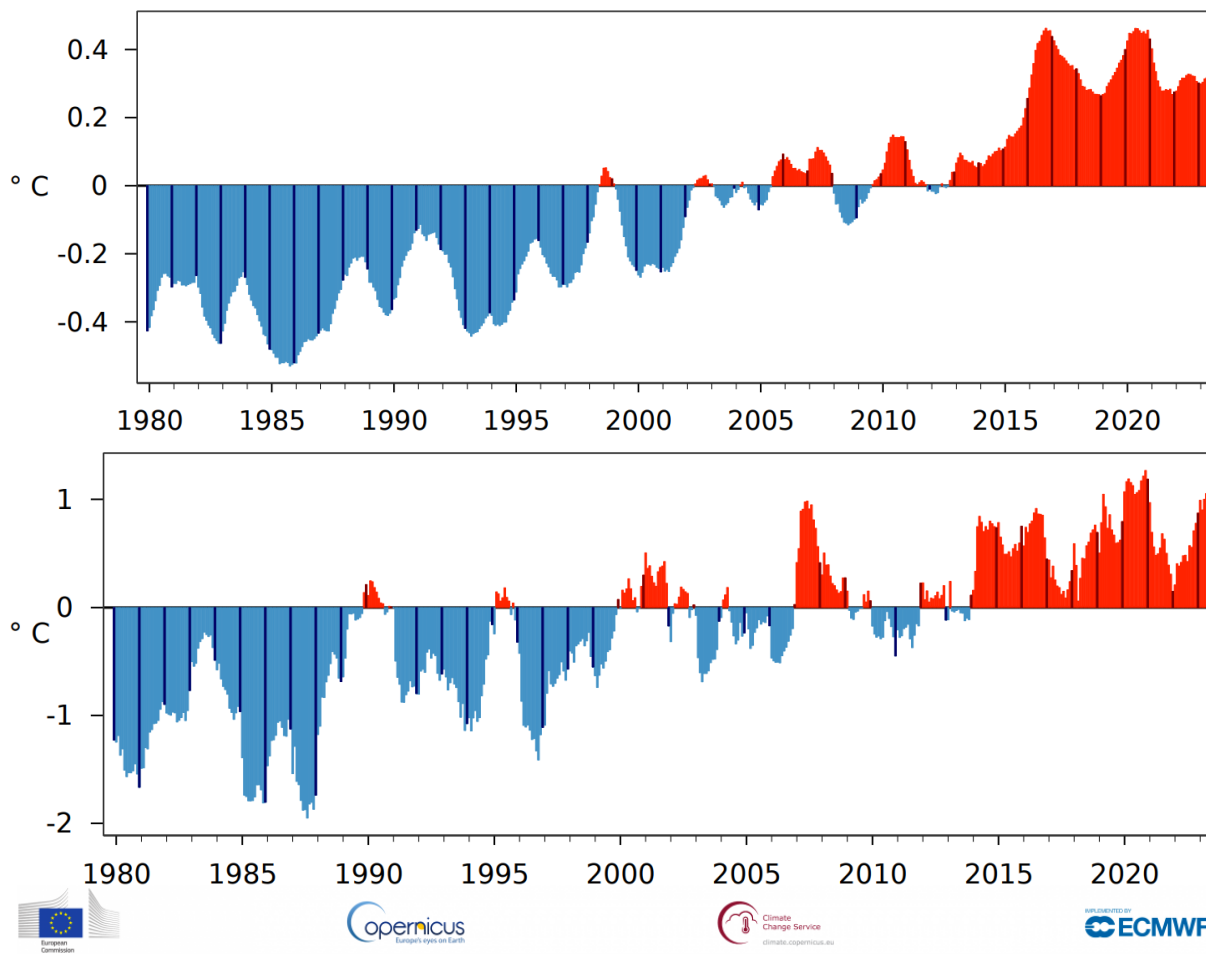 0.4
0.2
° C
0
-0.2
-0.4
1980 1985 1990 1995 2000 2005 2010 2015 2020
1
0
° C
-1
-2
1980 1985 1990 1995 2000 2005 2010 2015 2020
European
Commission
opernicus
Europe's eyes on Earth
Climate
Change Service
climate.copernicus.eu
IMPLEMENTED BY
ECMWF